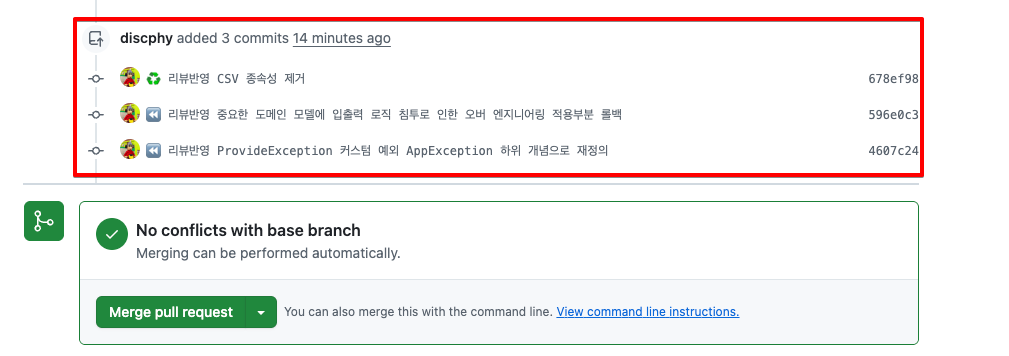 discphy added 3 commits 14 minutes ago
♻️ 리뷰반영 CSV 종속성 제거 678ef98
⏪ 리뷰반영 중요한 도메인 모델에 입출력 로직 침투로 인한 오버 엔지니어링 적용부분 롤백 596e0c3
⏪ 리뷰반영 ProvideException 커스텀 예외 AppException 하위 개념으로 재정의 4607c24
No conflicts with base branch
Merging can be performed automatically.
Merge pull request You can also merge this with the command line. View command line instructions.